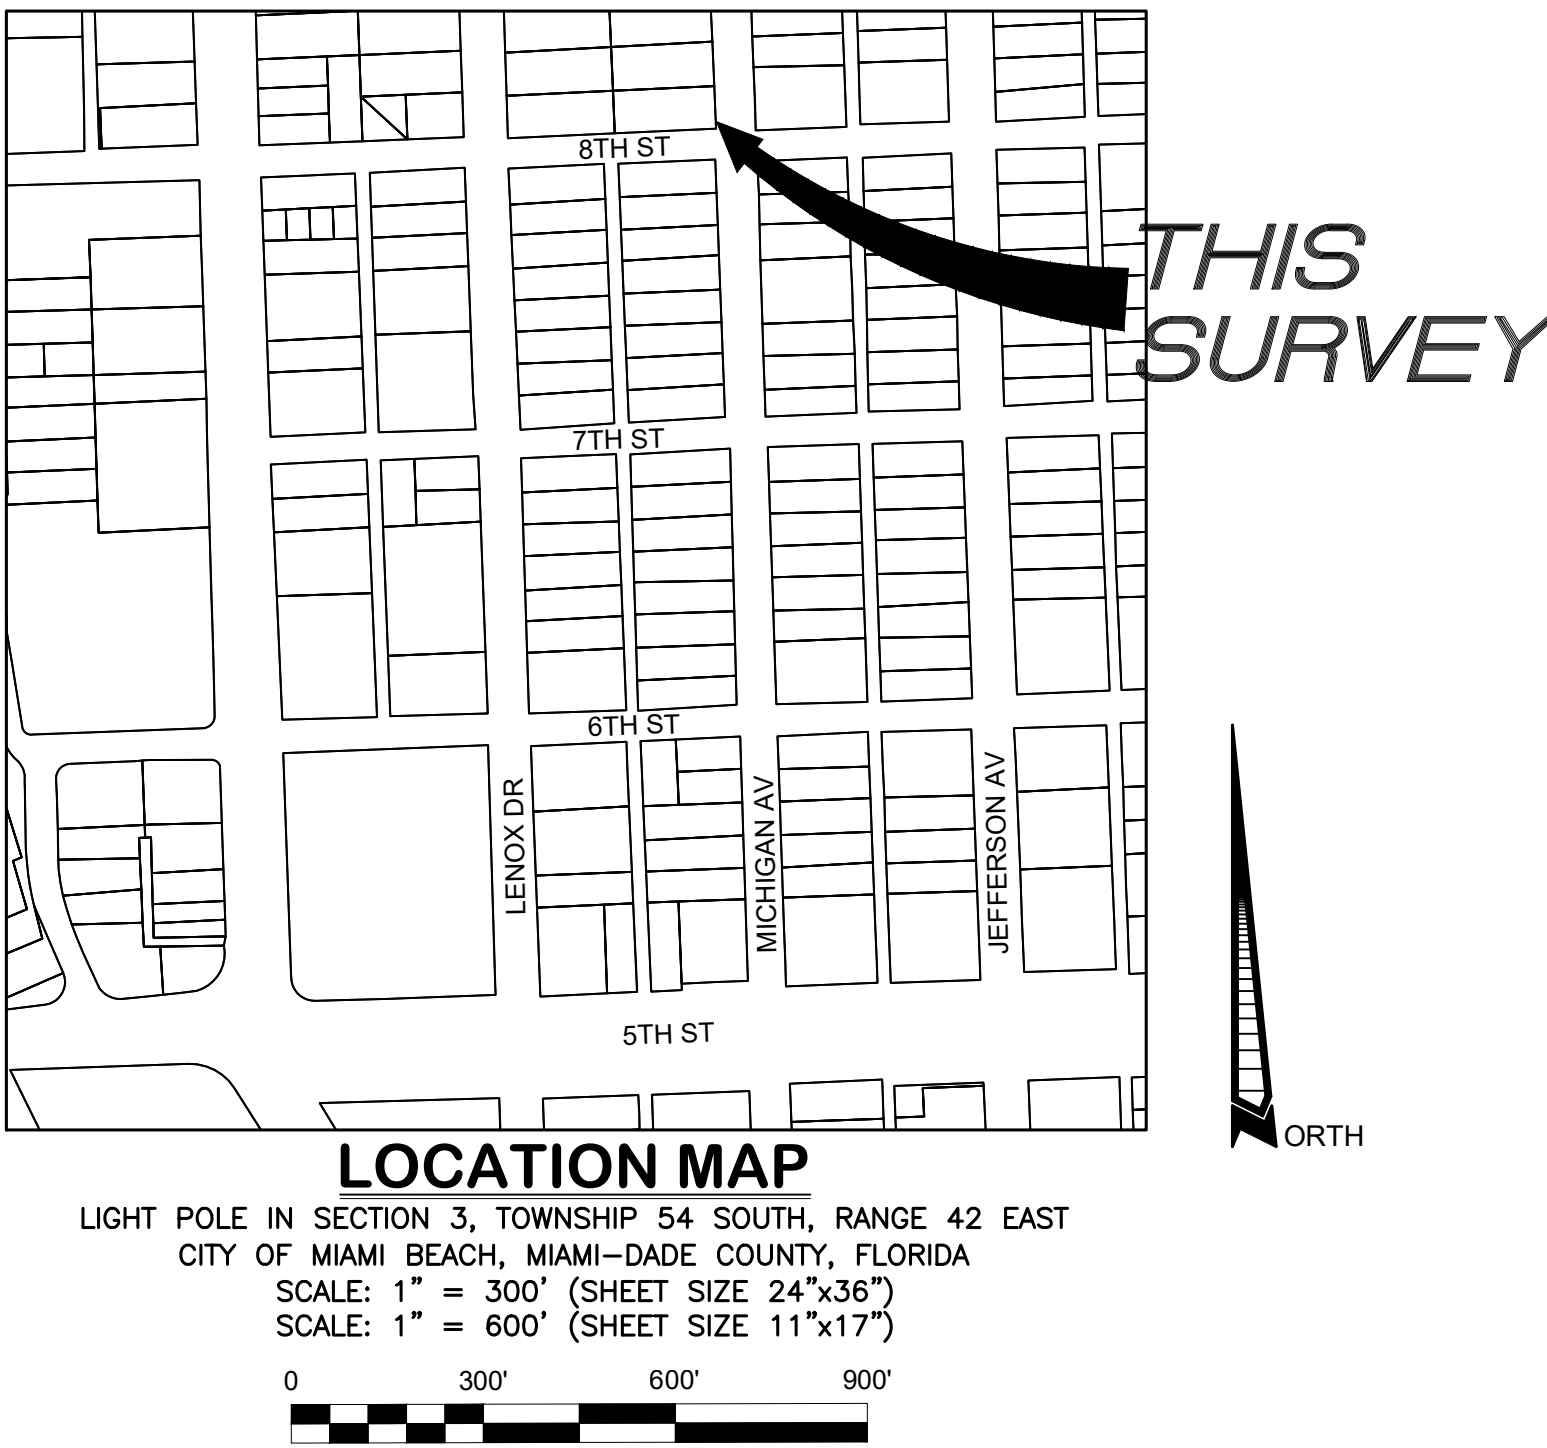 8TH ST
THIS
SURVEY
7TH ST
6TH ST
LENOX DR
MICHIGAN AV
JEFFERSON AV
5TH ST
ORTH
LOCATION MAP
LIGHT POLE IN SECTION 3, TOWNSHIP 54 SOUTH, RANGE 42 EAST
CITY OF MIAMI BEACH, MIAMI-DADE COUNTY, FLORIDA
SCALE: 1" = 300' (SHEET SIZE 24"x36")
SCALE: 1" = 600' (SHEET SIZE 11"x17")
0 300' 600' 900'